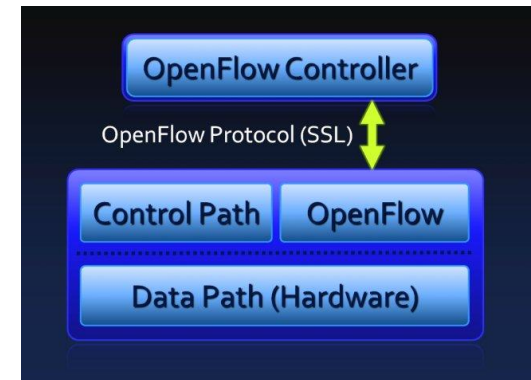 OpenFlow Controller
OpenFlow Protocol (SSL)
Control Path
OpenFlow
Data Path (Hardware)